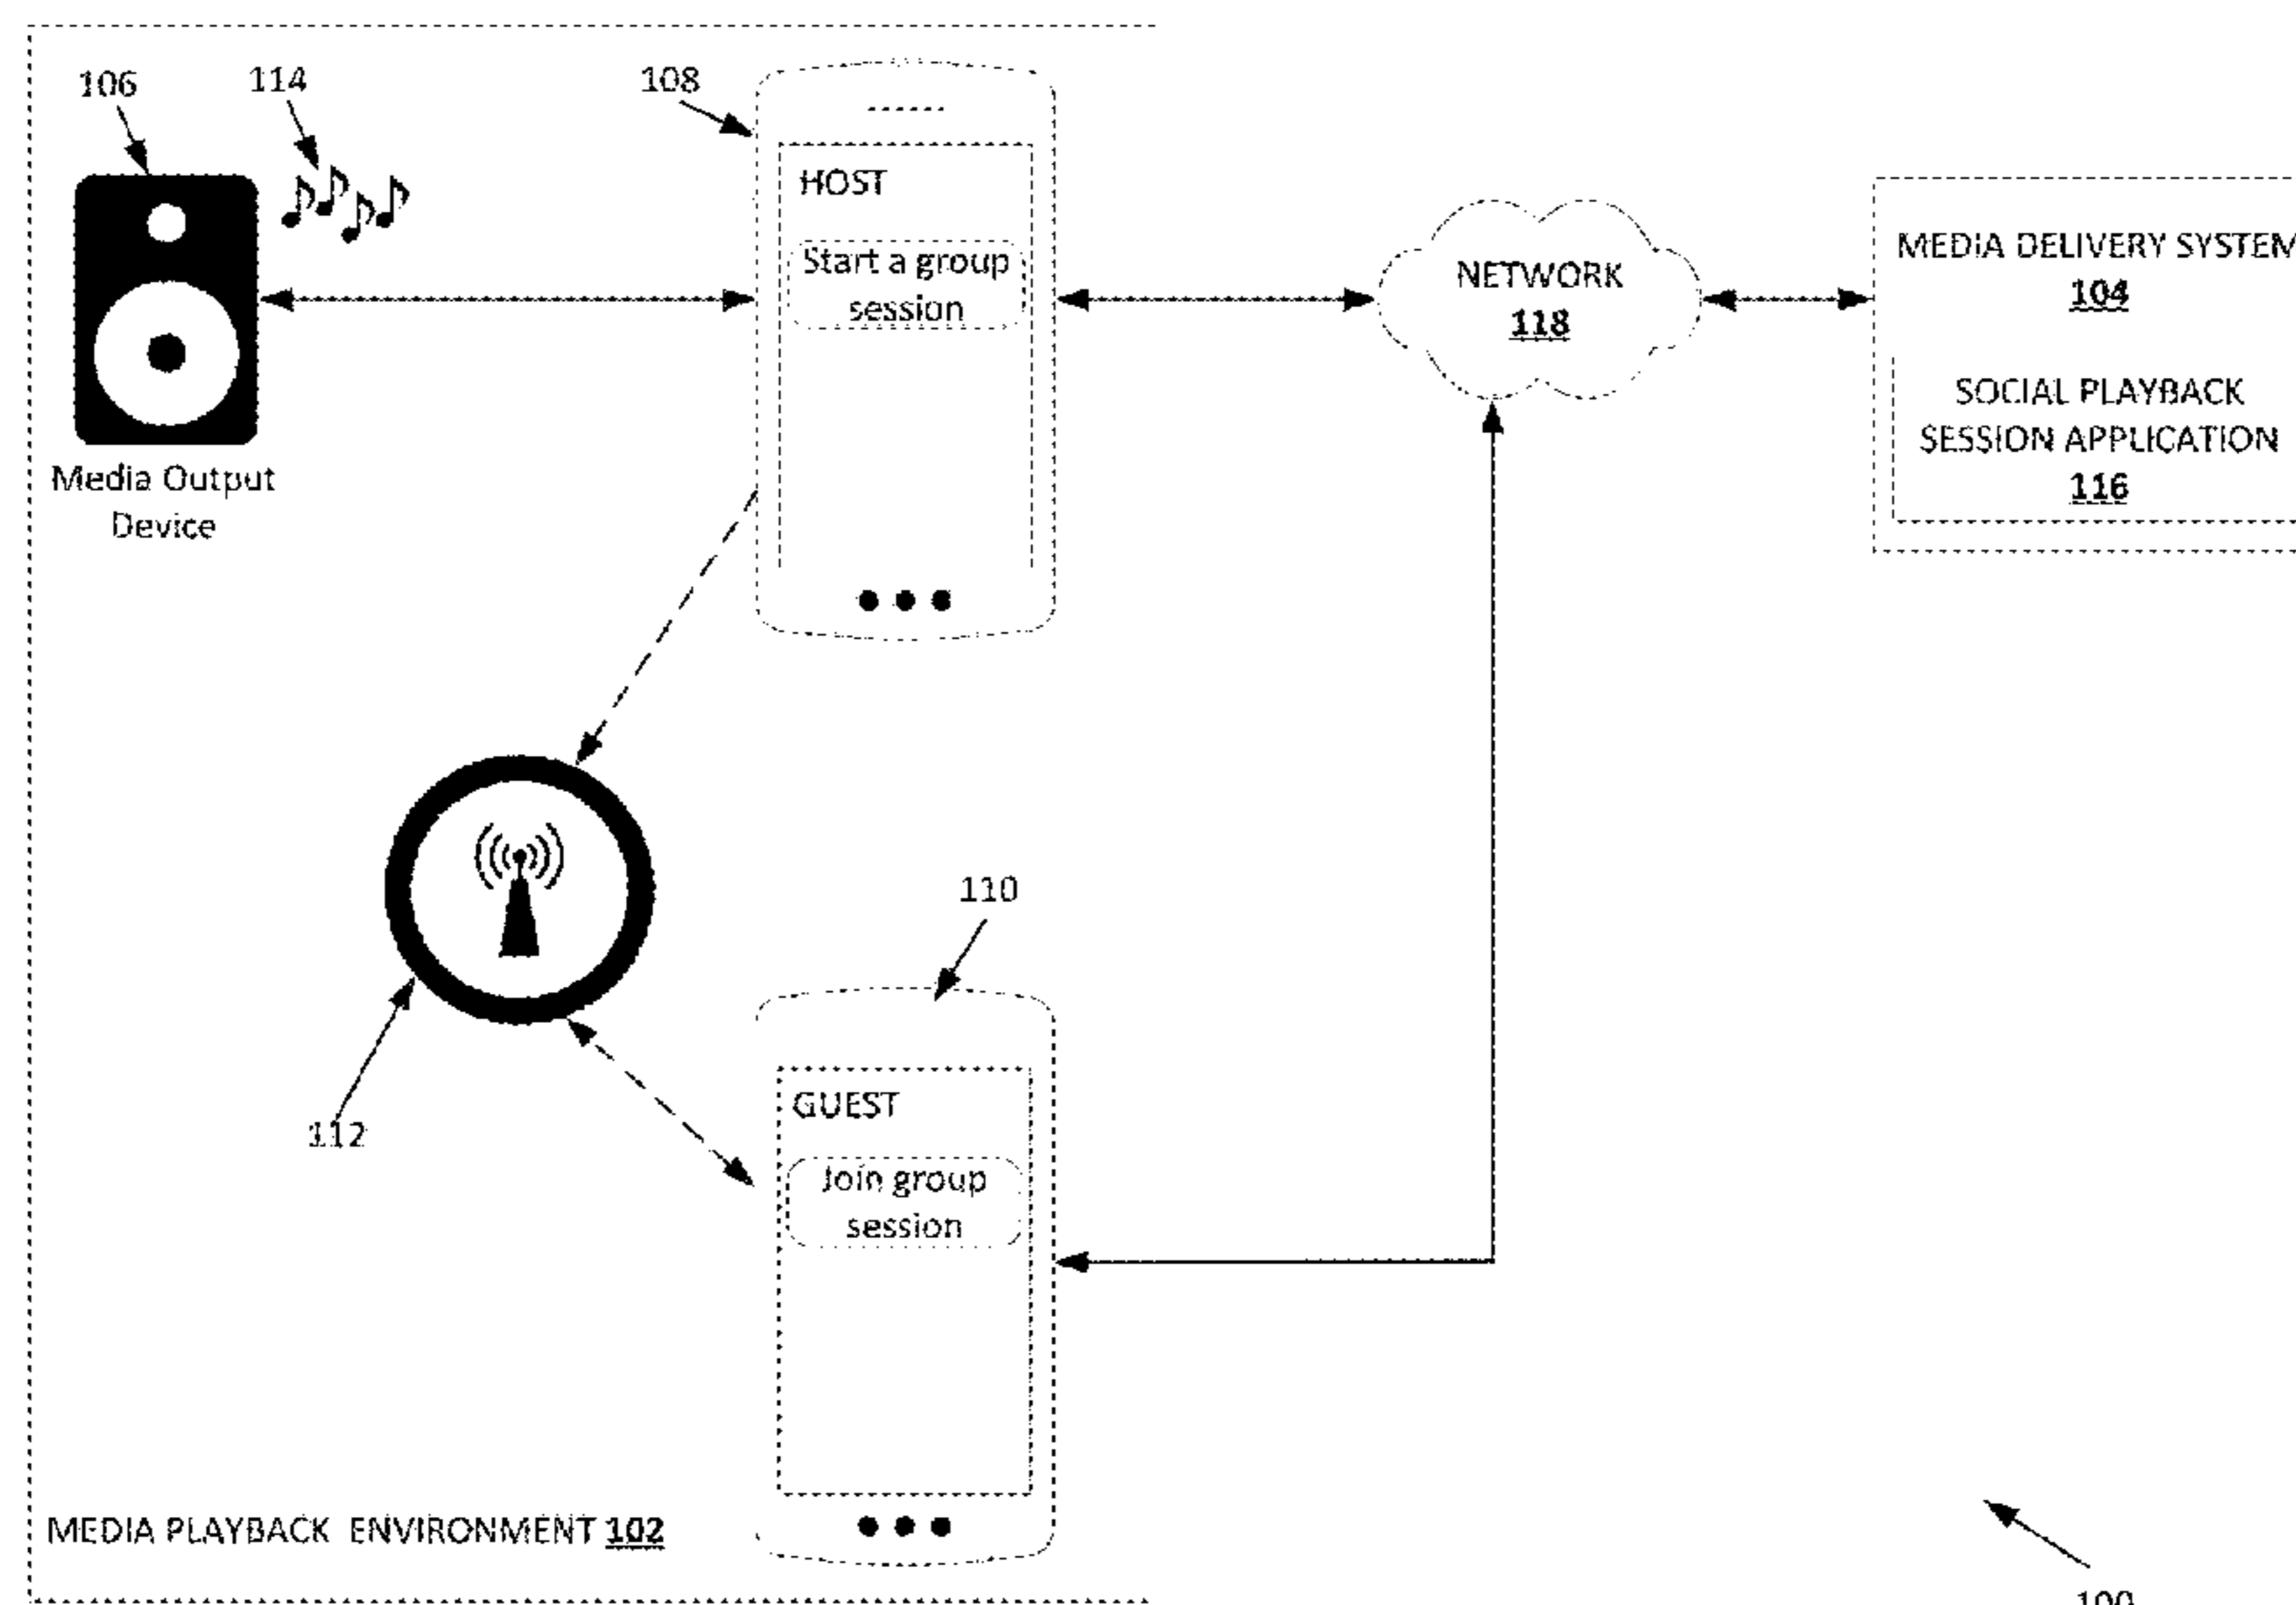 106
114
108
HOST
Start a group
session
NETWORK
118
MEDIA DELIVERY SYSTEM
104
SOCIAL PLAYBACK
SESSION APPLICATION
116
Media Output
Device
110
112
GUEST
Join group
session
MEDIA PLAYBACK ENVIRONMENT 102
100